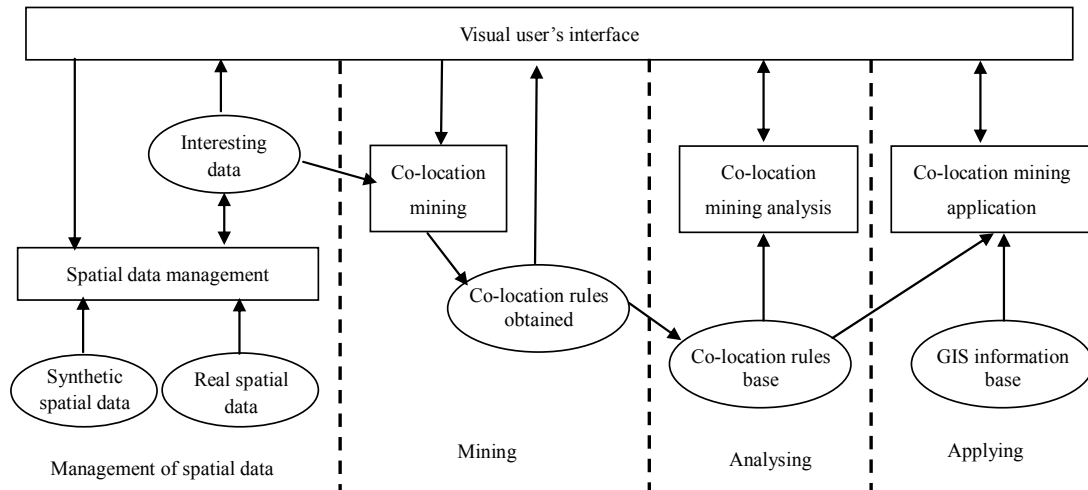 Visual user's interface
Interesting
data
Co-location
mining
Co-location
mining analysis
Co-location mining
application
Spatial data management
Co-location rules
obtained
Synthetic
spatial data
Real spatial
data
Co-location rules
base
GIS information
base
Management of spatial data
Mining
Analysing
Applying